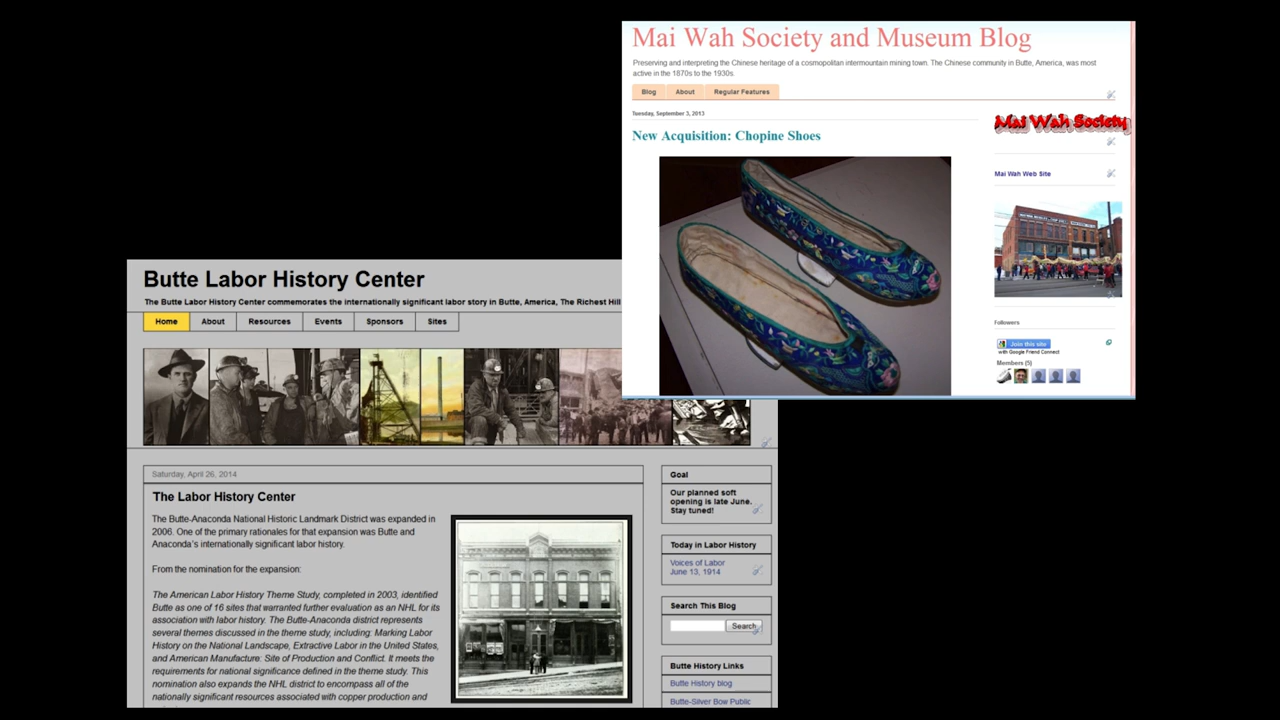 Mai Wah Society and Museum Blog
Preserving and interpreting the Chinese heritage of a cosmopolitan intermountain mining town. The Chinese community in Butte, America, was most
active in the 1870s to the 1930s.
Blog About Regular Features
Tuesday, September 3, 2013
New Acquisition: Chopine Shoes
Mai Wah Society
Mai Wah Web Site
Followers
Join this site
with Google Friend Connect
Members (5)
Butte Labor History Center
The Butte Labor History Center commemorates the internationally significant labor story in Butte, America, The Richest Hill
Home About Resources Events Sponsors Sites
Saturday, April 26, 2014
The Labor History Center
The Butte-Anaconda National Historic Landmark District was expanded in
2006. One of the primary rationales for that expansion was Butte and
Anaconda's internationally significant labor history.
From the nomination for the expansion:
The American Labor History Theme Study, completed in 2003, identified
Butte as one of 16 sites that warranted further evaluation as an NHL for its
association with labor history. The Butte-Anaconda district represents
several themes discussed in the theme study, including: Marking Labor
History on the National Landscape, Extractive Labor in the United States,
and American Manufacture: Site of Production and Conflict. It meets the
requirements for national significance defined in the theme study. This
nomination also expands the NHL district to encompass all of the
nationally significant resources associated with copper production and
Goal
Our planned soft
opening is late June.
Stay tuned!
Today in Labor History
Voices of Labor
June 13, 1914
Search This Blog
Search
Butte History Links
Butte History blog
Butte-Silver Bow Public